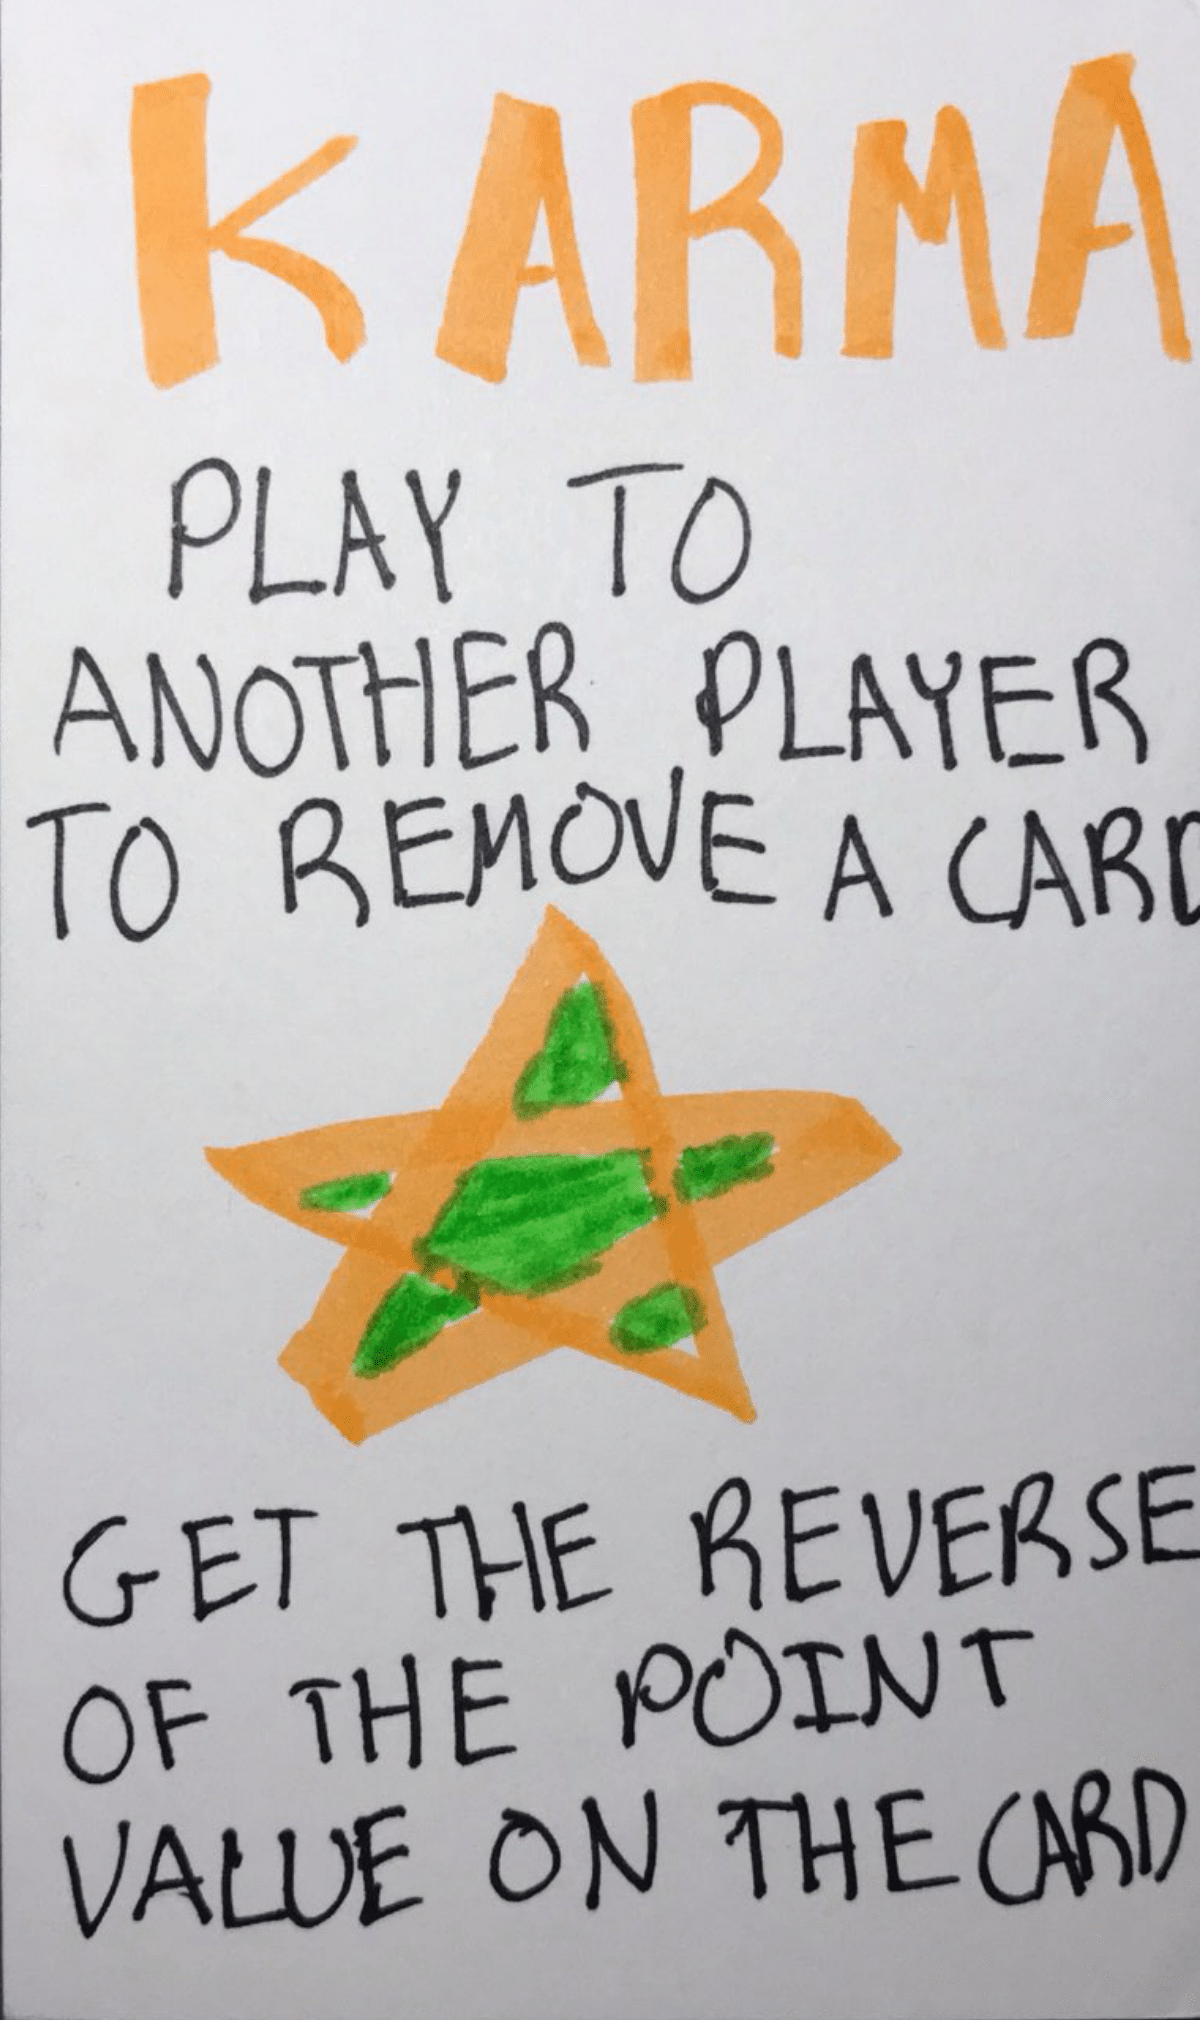 KARMA
PLAY TO
ANOTHER PLAYER
TO REMOVE A CARD
GET THE REVERSE
OF THE POINT
VALUE ON THE CARD